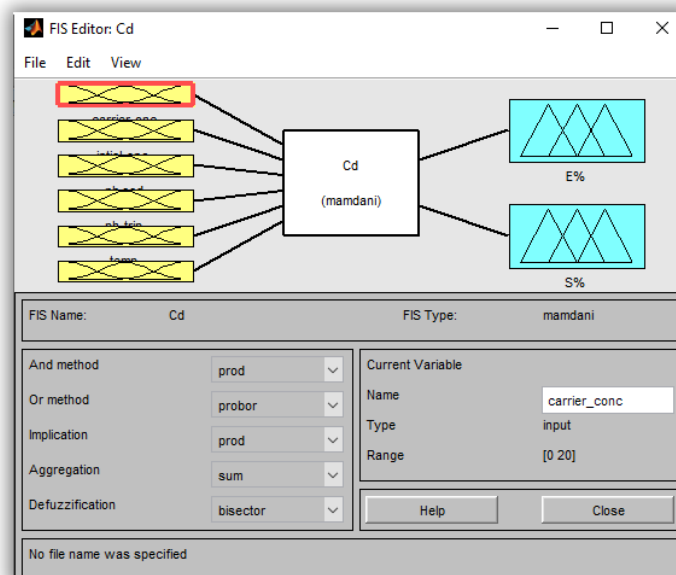 FIS Editor: Cd
File Edit View
carrier_conc
Cd
(mamdani)
E%
S%
FIS Name: Cd FIS Type: mamdani
And method prod
Or method probor
Implication prod
Aggregation sum
Defuzzification bisector
Current Variable
Name carrier_conc
Type input
Range [0 20]
Help Close
No file name was specified